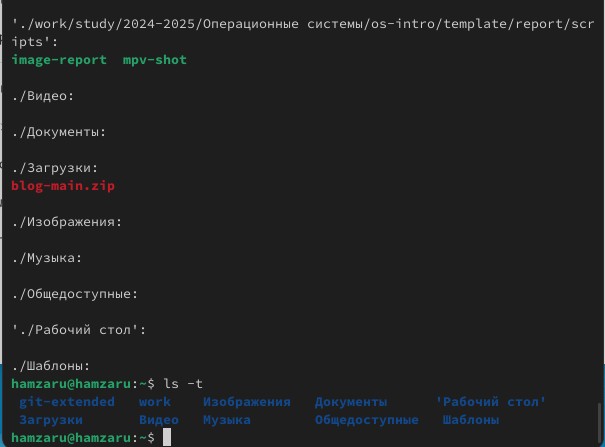 './work/study/2024-2025/Операционные системы/os-intro/template/report/scr
ipts':
image-report  mpv-shot
./Видео:
./Документы:
./Загрузки:
blog-main.zip
./Изображения:
./Музыка:
./Общедоступные:
'./Рабочий стол':
./Шаблоны:
hamzaru@hamzaru:~$ ls -t
git-extended   work    Изображения   Документы      'Рабочий стол'
Загрузки       Видео   Музыка        Общедоступные   Шаблоны
hamzaru@hamzaru:~$